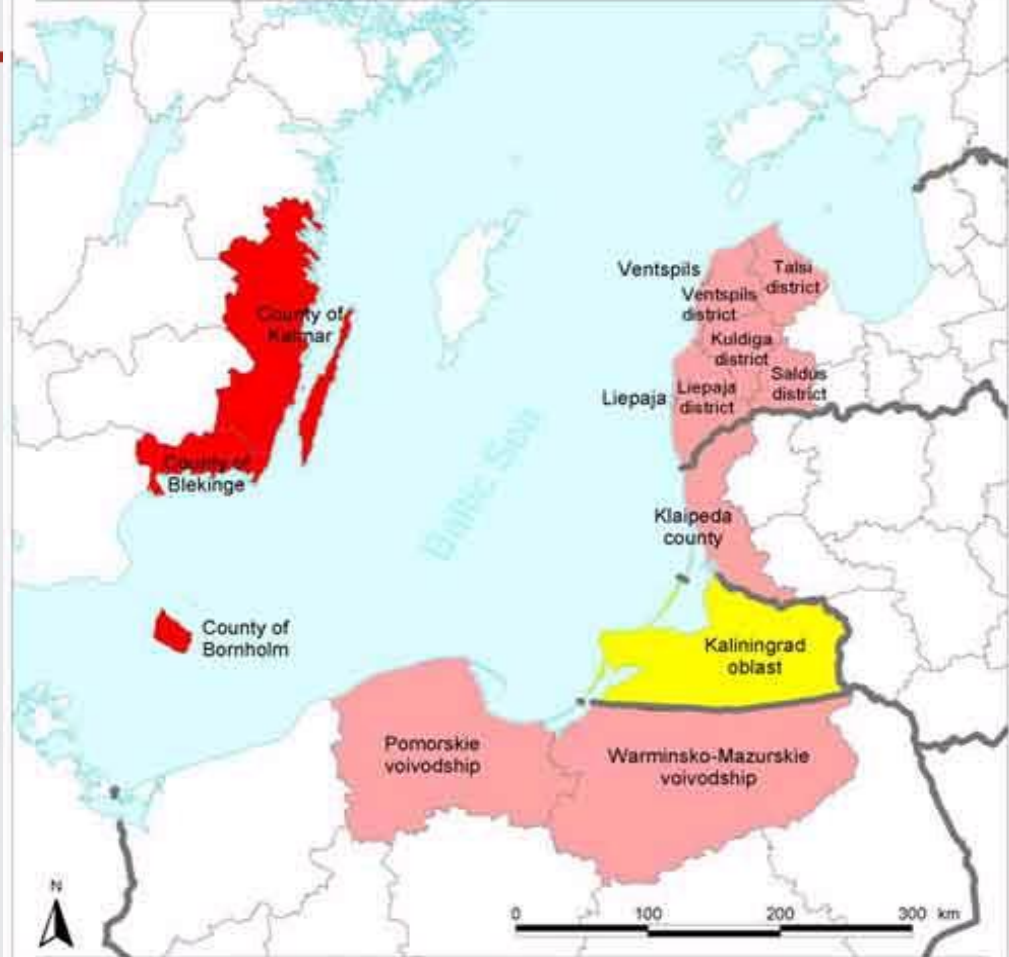 Ventspils
Talsi
district
Ventspils
district
County of
Kalmar
Kuldiga
district
Saldus
district
Liepaja
Liepaja
district
County of
Blekinge
Baltic Sea
Klaipeda
county
County of
Bornholm
Kaliningrad
oblast
Pomorskie
voivodship
Warminsko-Mazurskie
voivodship
N
0 100 200 300 km